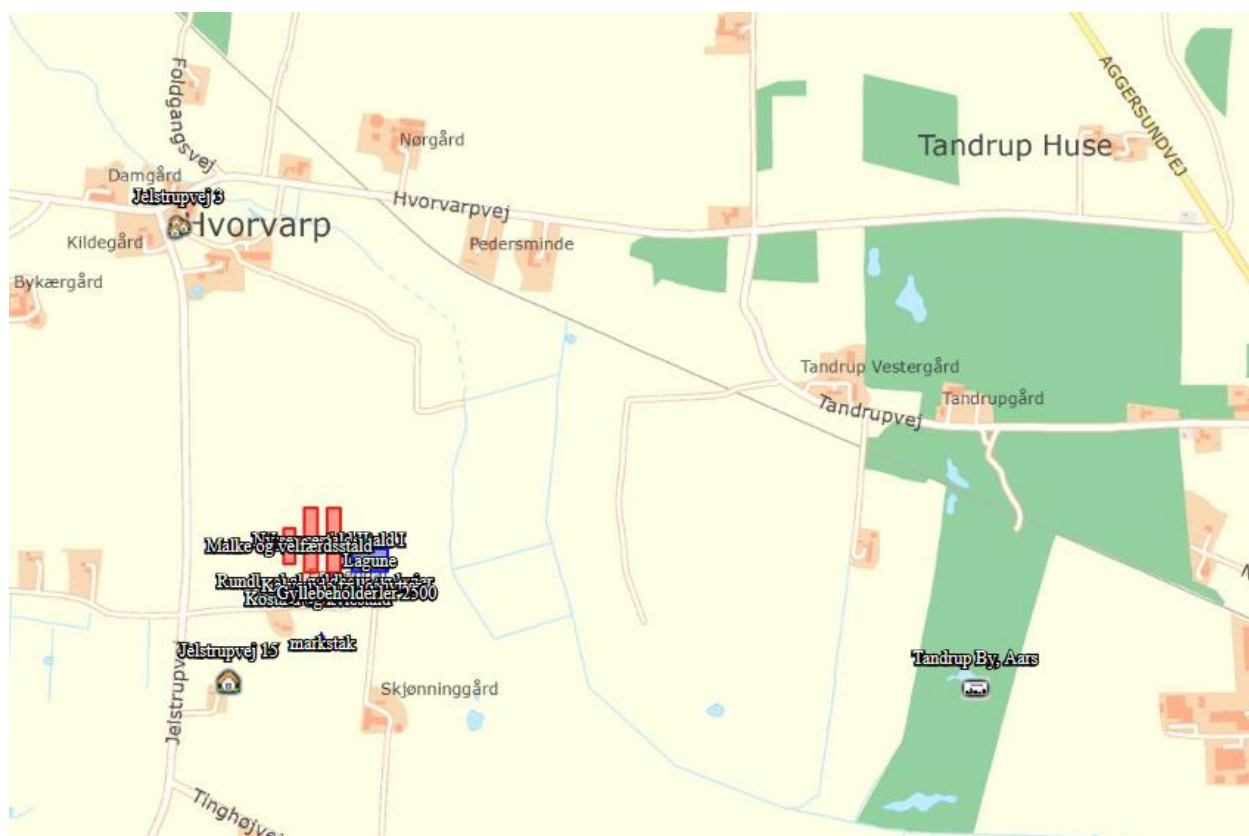 Foldgangsvej
AGGERSUNDVEJ
Nørgård
Tandrup Huse
Damgård
Jelstrupvej 3
Hvorvarpvej
Hvorvarp
Kildegård
Pedersminde
Bykærgård
Tandrup Vestergård
Tandrupgård
Tandrupvej
Malke og velfærdsstald
Lagune
Gyllebeholderler 2500
markstak
Jelstrupvej 15
Jelstrupvej
Tandrup By, Aars
Skjønninggård
Tinghøjvej